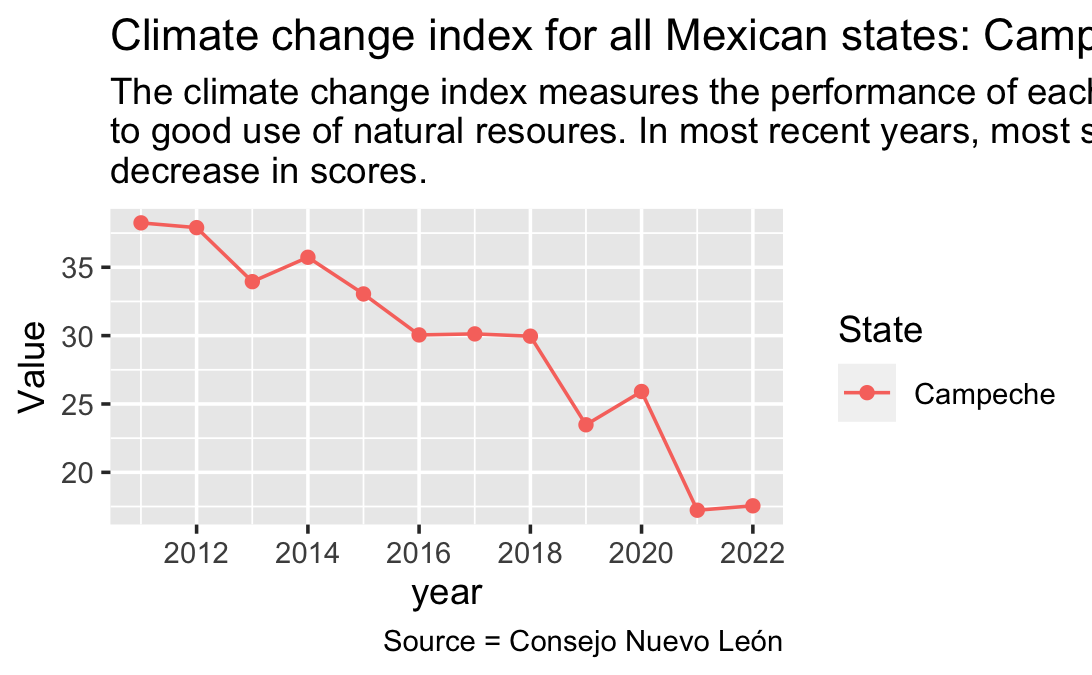 Climate change index for all Mexican states: Camp
The climate change index measures the performance of each
to good use of natural resoures. In most recent years, most s
decrease in scores.
35
30
25
20
Value
2012 2014 2016 2018 2020 2022
year
State
Campeche
Source = Consejo Nuevo León